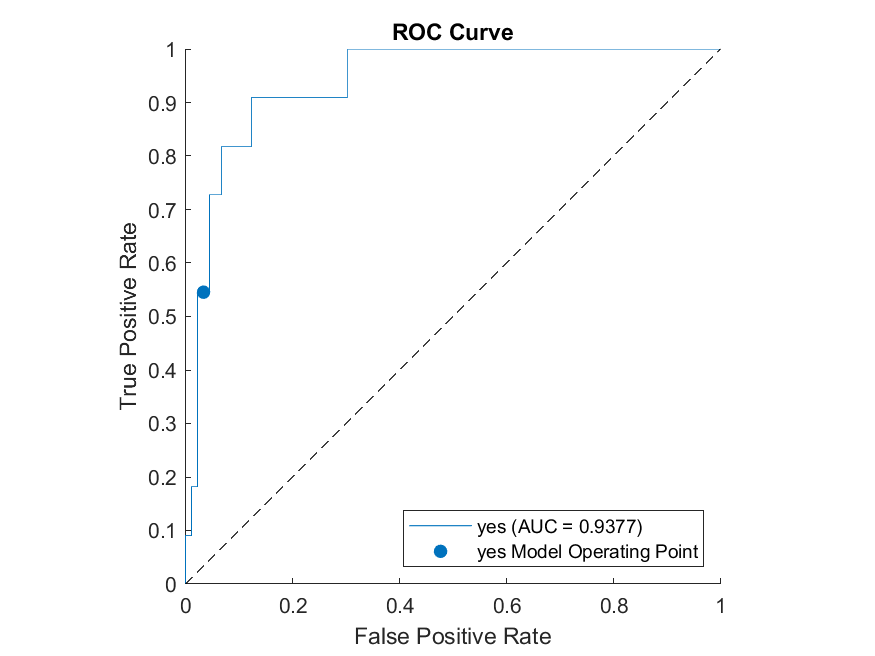 ROC Curve
1
0.9
0.8
0.7
0.6
0.5
0.4
0.3
0.2
0.1
0
True Positive Rate
yes (AUC = 0.9377)
yes Model Operating Point
0 0.2 0.4 0.6 0.8 1
False Positive Rate